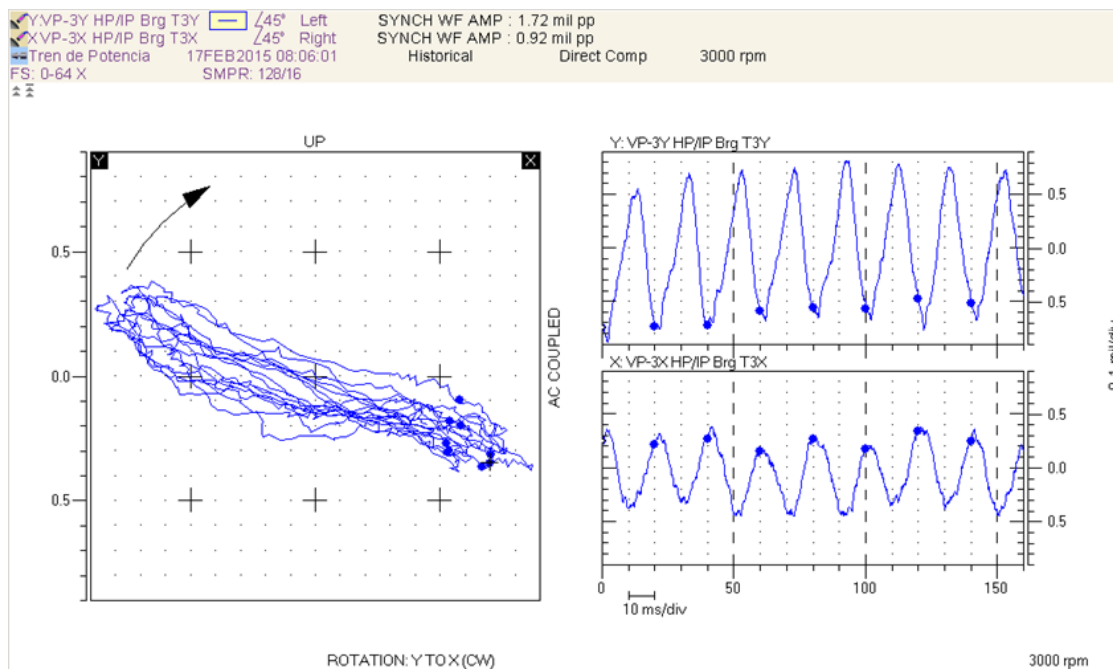 Y:VP-3Y HP/IP Brg T3Y ∠45° Left SYNCH WF AMP : 1.72 mil pp
X:VP-3X HP/IP Brg T3X ∠45° Right SYNCH WF AMP : 0.92 mil pp
Tren de Potencia 17FEB2015 08:06:01 Historical Direct Comp 3000 rpm
FS: 0-64 X SMPR: 128/16
UP
Y
X
0.5
0.0
0.5
AC COUPLED
ROTATION: Y TO X (CW)
Y: VP-3Y HP/IP Brg T3Y
0.5
0.0
0.5
X: VP-3X HP/IP Brg T3X
0.5
0.0
0.5
0 50 100 150
10 ms/div
3000 rpm